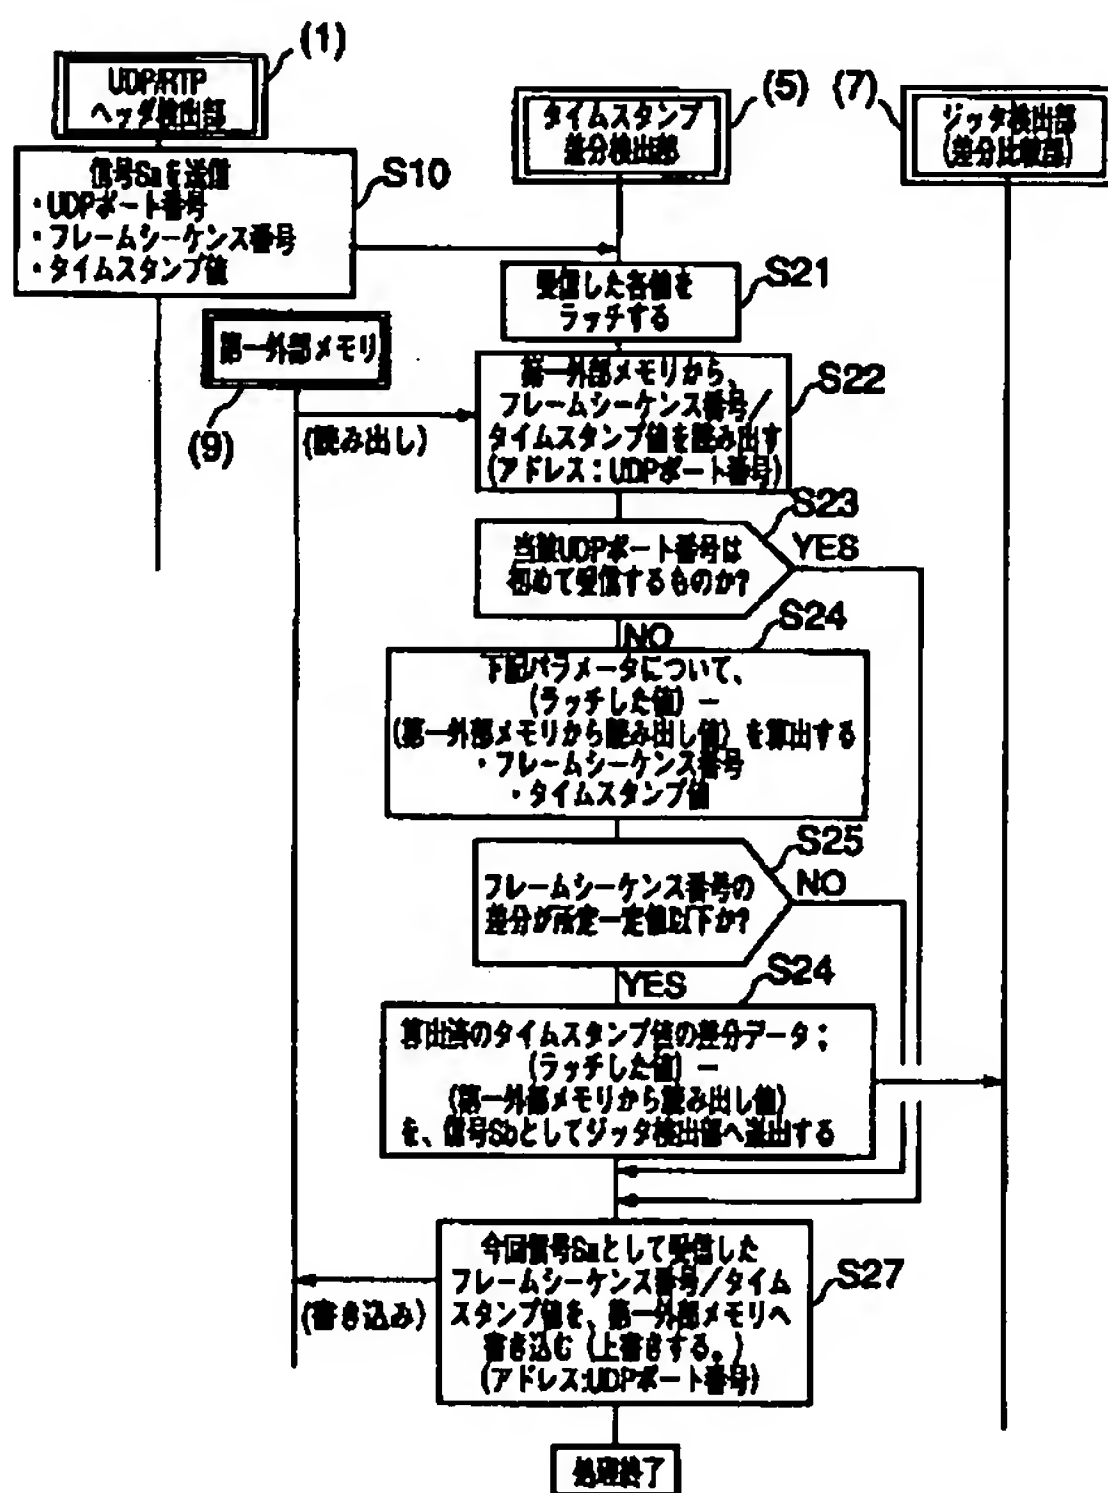 (1)
UDP/RTP
ヘッダ検出部
(5)
タイムスタンプ
差分検出部
(7)
ジッタ検出部
(差分比較部)
信号Saを送信
・UDPポート番号
・フレームシーケンス番号
・タイムスタンプ値
S10
受信した各値を
ラッチする
S21
第一外部メモリ
(9)
(読み出し)
第一外部メモリから、
フレームシーケンス番号/
タイムスタンプ値を読み出す
(アドレス:UDPポート番号)
S22
S23
当該UDPポート番号は
初めて受信するものか?
YES
NO
S24
下記パラメータについて、
(ラッチした値) −
(第一外部メモリから読み出し値) を算出する
・フレームシーケンス番号
・タイムスタンプ値
S25
フレームシーケンス番号の
差分が所定一定値以下か?
NO
YES
S24
算出済のタイムスタンプ値の差分データ;
(ラッチした値) −
(第一外部メモリから読み出し値)
を、信号Sbとしてジッタ検出部へ送出する
今回信号Saとして受信した
フレームシーケンス番号/タイム
スタンプ値を、第一外部メモリへ
書き込む (上書きする。)
(アドレス:UDPポート番号)
S27
(書き込み)
処理終了